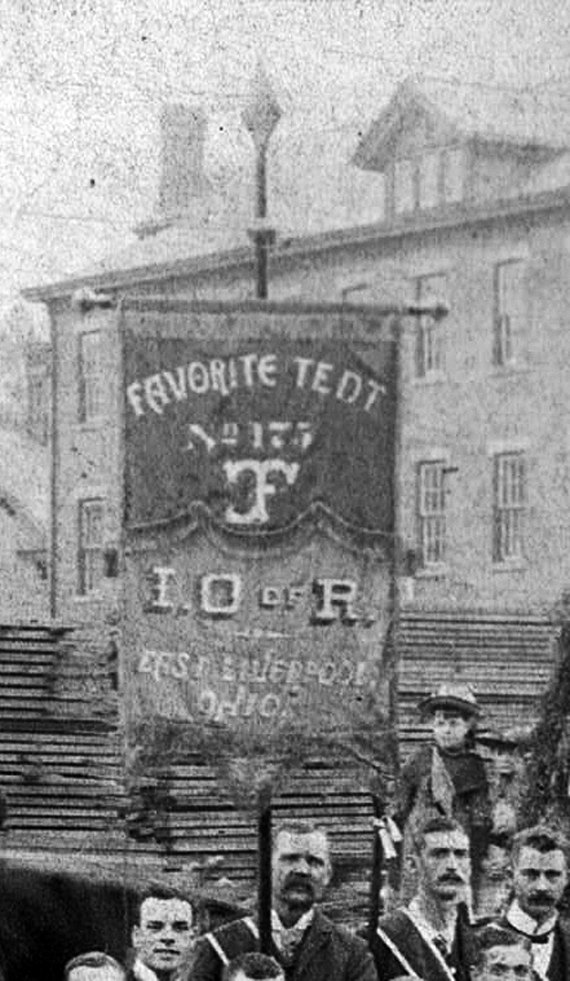 FAVORITE TENT
No 175
F
I. O OF R.
EAST LIVERPOOL,
OHIO.